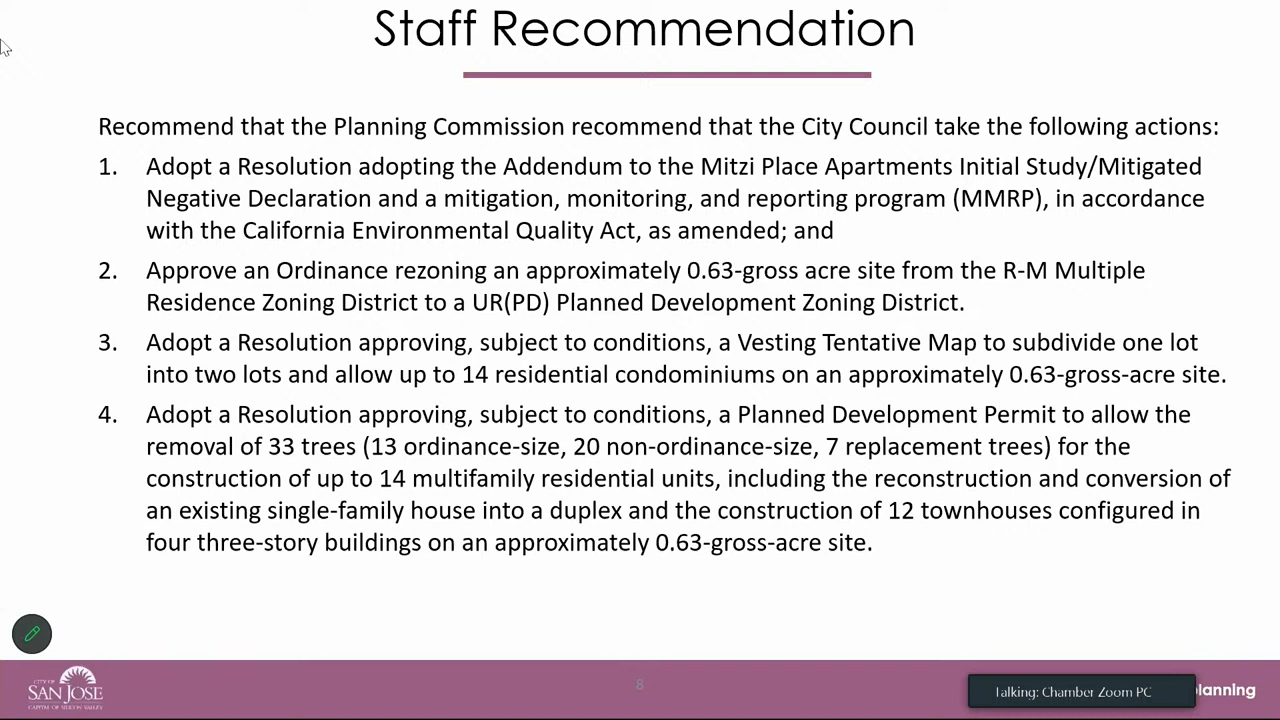 Staff Recommendation
Recommend that the Planning Commission recommend that the City Council take the following actions:
1. Adopt a Resolution adopting the Addendum to the Mitzi Place Apartments Initial Study/Mitigated
Negative Declaration and a mitigation, monitoring, and reporting program (MMRP), in accordance
with the California Environmental Quality Act, as amended; and
2. Approve an Ordinance rezoning an approximately 0.63-gross acre site from the R-M Multiple
Residence Zoning District to a UR(PD) Planned Development Zoning District.
3. Adopt a Resolution approving, subject to conditions, a Vesting Tentative Map to subdivide one lot
into two lots and allow up to 14 residential condominiums on an approximately 0.63-gross-acre site.
4. Adopt a Resolution approving, subject to conditions, a Planned Development Permit to allow the
removal of 33 trees (13 ordinance-size, 20 non-ordinance-size, 7 replacement trees) for the
construction of up to 14 multifamily residential units, including the reconstruction and conversion of
an existing single-family house into a duplex and the construction of 12 townhouses configured in
four three-story buildings on an approximately 0.63-gross-acre site.
CITY OF
SAN JOSE
CAPITAL OF SILICON VALLEY
8
Talking: Chamber Zoom PC
lanning